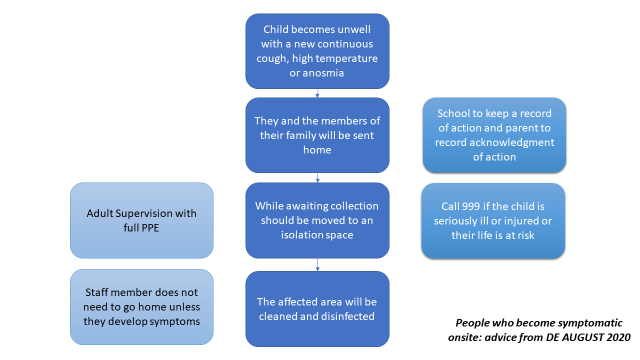 Child becomes unwell
with a new continuous
cough, high temperature
or anosmia
They and the members of
their family will be sent
home
School to keep a record
of action and parent to
record acknowledgment
of action
Adult Supervision with
full PPE
While awaiting collection
should be moved to an
isolation space
Call 999 if the child is
seriously ill or injured or
their life is at risk
Staff member does not
need to go home unless
they develop symptoms
The affected area will be
cleaned and disinfected
People who become symptomatic
onsite: advice from DE AUGUST 2020